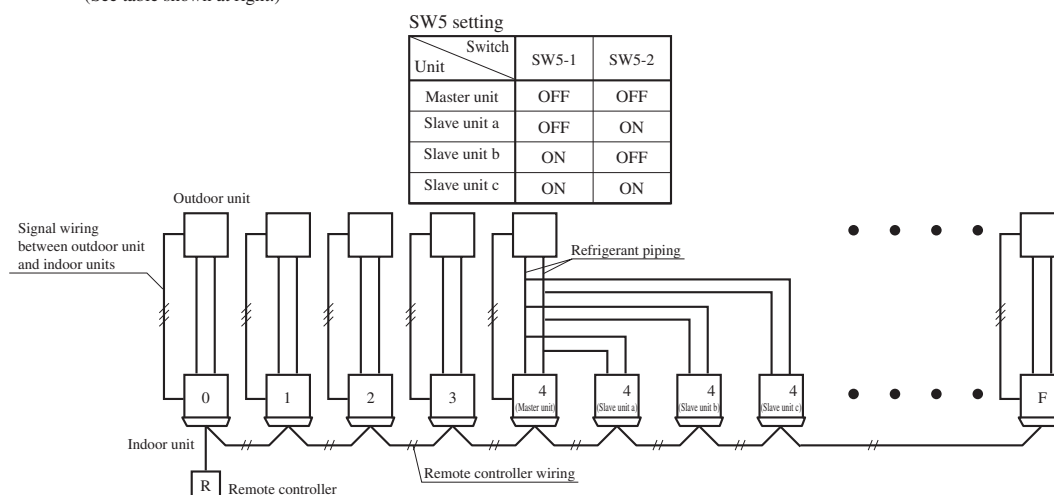 (See table shown at right.)
SW5 setting
Switch
Unit
SW5-1
SW5-2
Master unit
OFF
OFF
Slave unit a
OFF
ON
Slave unit b
ON
OFF
Slave unit c
ON
ON
Outdoor unit
Signal wiring
between outdoor unit
and indoor units
Refrigerant piping
0
1
2
3
4
(Master unit)
4
(Slave unit a)
4
(Slave unit b)
4
(Slave unit c)
F
Indoor unit
Remote controller wiring
R
Remote controller